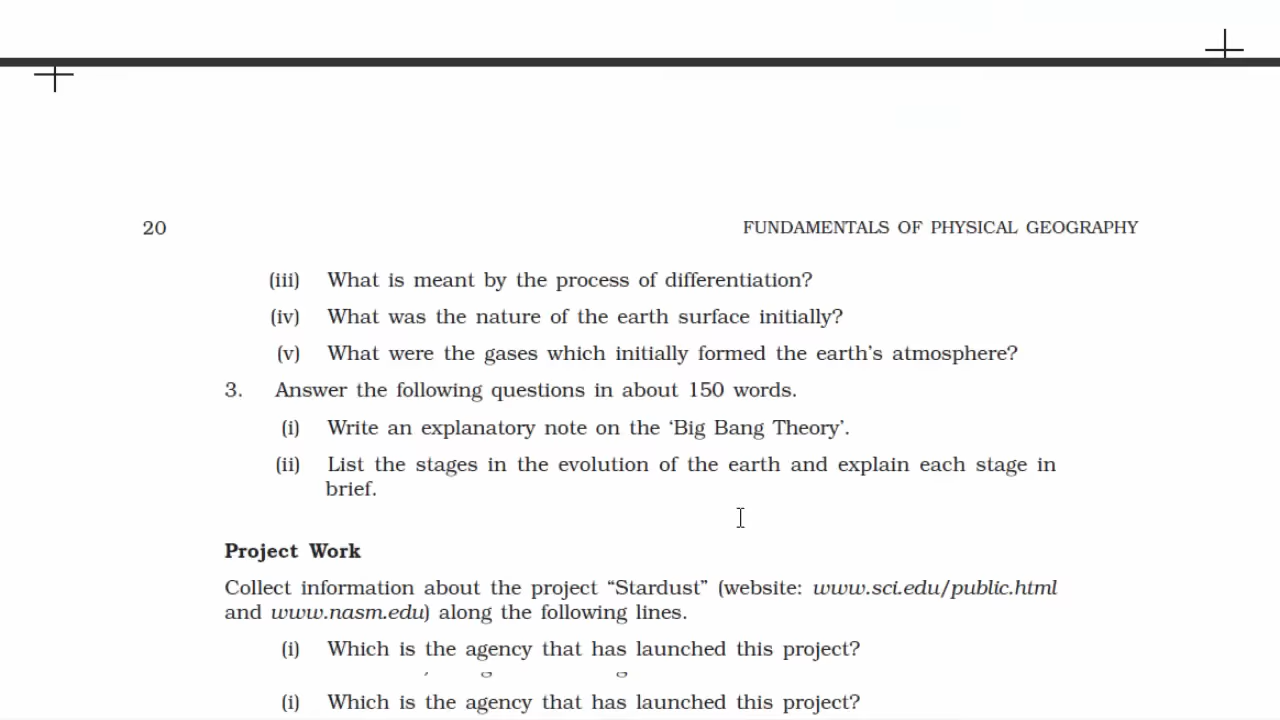 20
FUNDAMENTALS OF PHYSICAL GEOGRAPHY
(iii) What is meant by the process of differentiation?
(iv) What was the nature of the earth surface initially?
(v) What were the gases which initially formed the earth's atmosphere?
3. Answer the following questions in about 150 words.
(i) Write an explanatory note on the ‘Big Bang Theory’.
(ii) List the stages in the evolution of the earth and explain each stage in
brief.
Project Work
Collect information about the project “Stardust” (website: www.sci.edu/public.html
and www.nasm.edu) along the following lines.
(i) Which is the agency that has launched this project?
(i) Which is the agency that has launched this project?